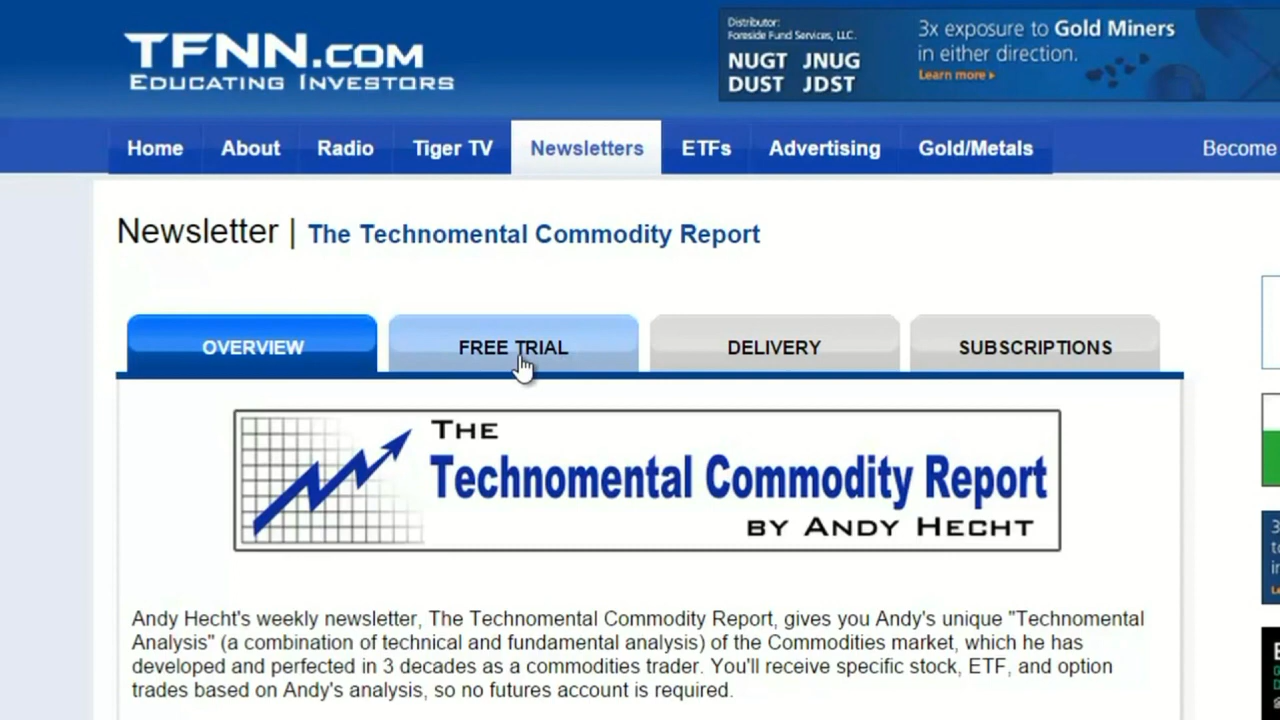 TFNN.COM
EDUCATING INVESTORS
Distributor:
Foreside Fund Services, LLC.
NUGT JNUG
DUST JDST
3x exposure to Gold Miners
in either direction.
Learn more
Home About Radio Tiger TV Newsletters ETFs Advertising Gold/Metals Become
Newsletter | The Technomental Commodity Report
OVERVIEW FREE TRIAL DELIVERY SUBSCRIPTIONS
THE
Technomental Commodity Report
BY ANDY HECHT
Andy Hecht's weekly newsletter, The Technomental Commodity Report, gives you Andy's unique "Technomental
Analysis" (a combination of technical and fundamental analysis) of the Commodities market, which he has
developed and perfected in 3 decades as a commodities trader. You'll receive specific stock, ETF, and option
trades based on Andy's analysis, so no futures account is required.